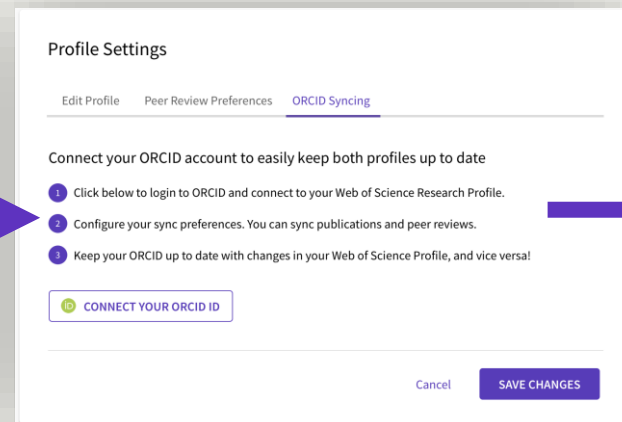 Profile Settings
Edit Profile Peer Review Preferences ORCID Syncing
Connect your ORCID account to easily keep both profiles up to date
1 Click below to login to ORCID and connect to your Web of Science Research Profile.
2 Configure your sync preferences. You can sync publications and peer reviews.
3 Keep your ORCID up to date with changes in your Web of Science Profile, and vice versa!
iD CONNECT YOUR ORCID ID
Cancel SAVE CHANGES